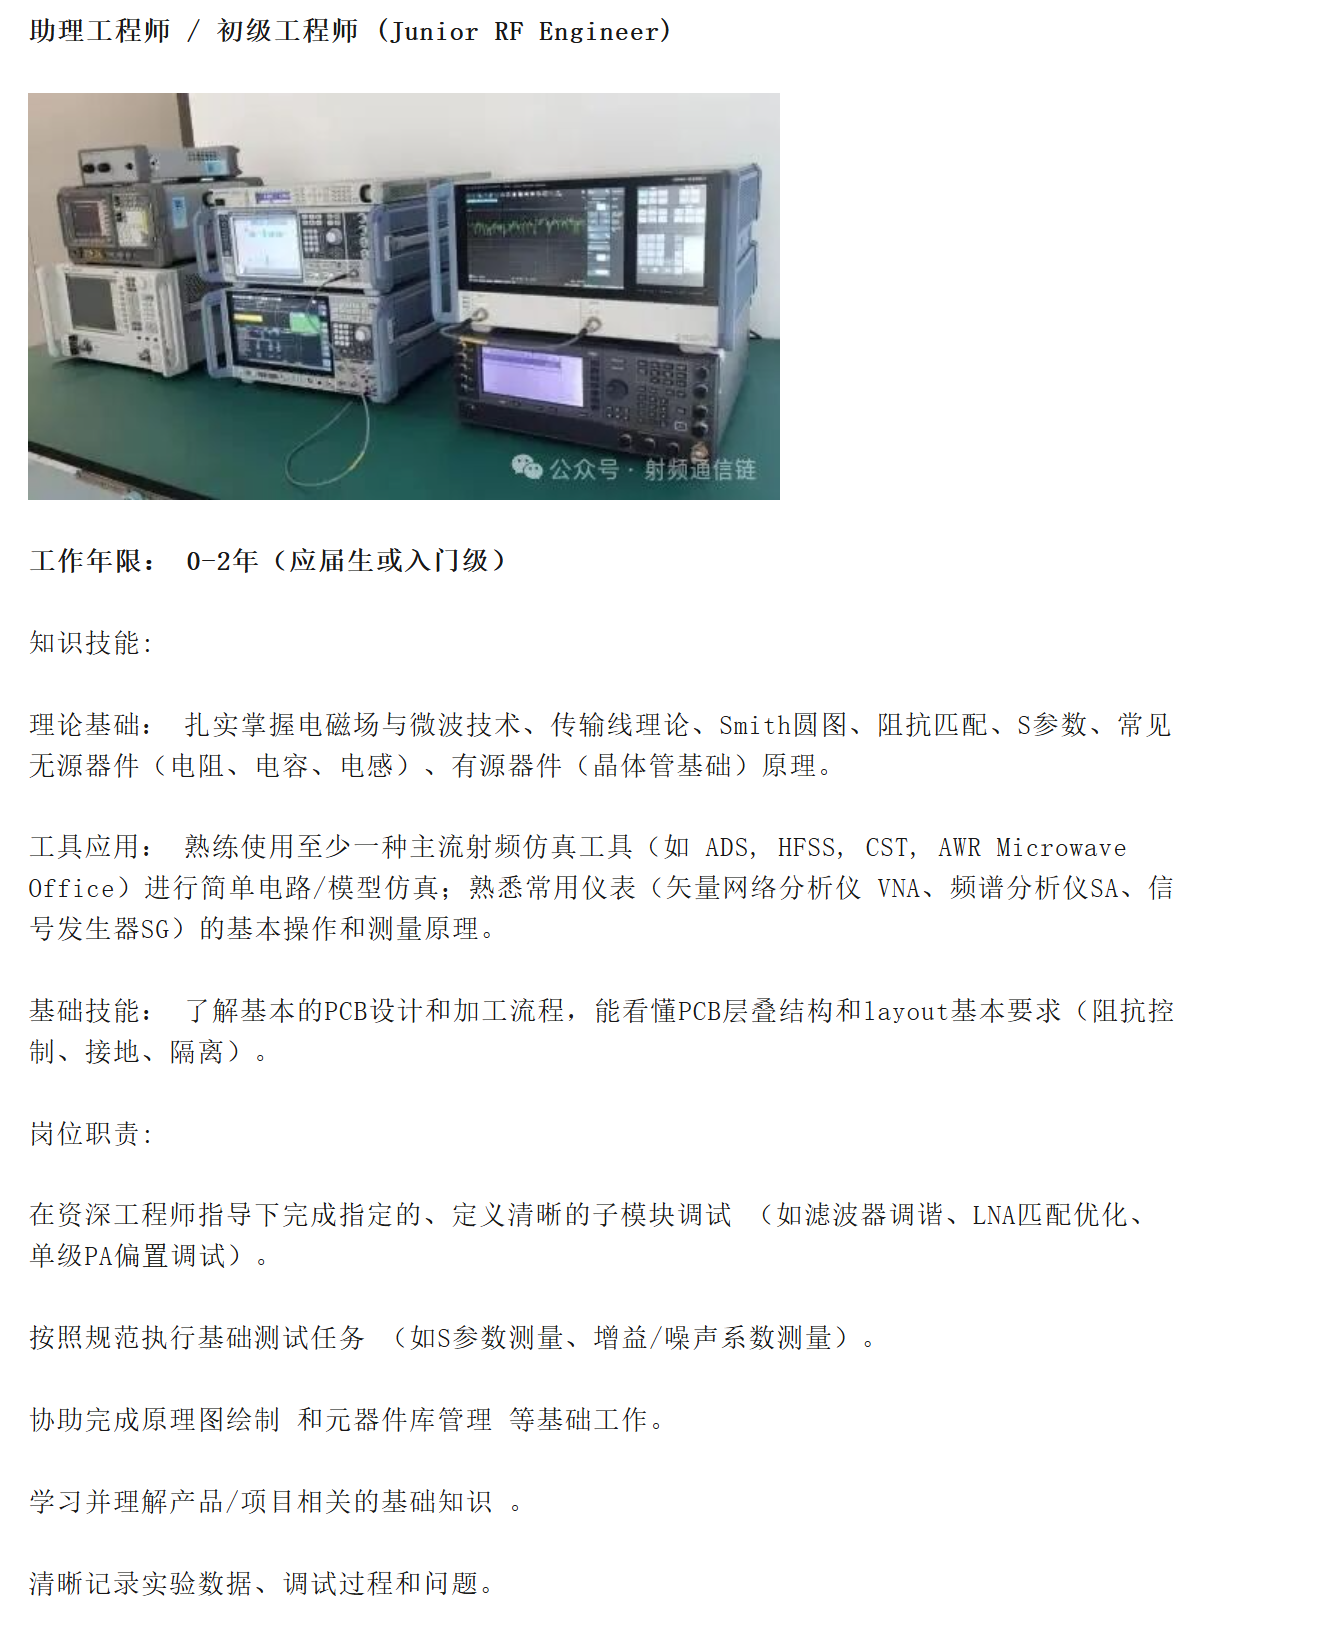 助理工程师 / 初级工程师 (Junior RF Engineer)
公众号 · 射频通信链
工作年限： 0-2年（应届生或入门级）
知识技能:
理论基础： 扎实掌握电磁场与微波技术、传输线理论、Smith圆图、阻抗匹配、S参数、常见
无源器件（电阻、电容、电感）、有源器件（晶体管基础）原理。
工具应用： 熟练使用至少一种主流射频仿真工具（如 ADS, HFSS, CST, AWR Microwave
Office）进行简单电路/模型仿真；熟悉常用仪表（矢量网络分析仪 VNA、频谱分析仪SA、信
号发生器SG）的基本操作和测量原理。
基础技能： 了解基本的PCB设计和加工流程，能看懂PCB层叠结构和layout基本要求（阻抗控
制、接地、隔离）。
岗位职责:
在资深工程师指导下完成指定的、定义清晰的子模块调试 （如滤波器调谐、LNA匹配优化、
单级PA偏置调试）。
按照规范执行基础测试任务 （如S参数测量、增益/噪声系数测量）。
协助完成原理图绘制 和元器件库管理 等基础工作。
学习并理解产品/项目相关的基础知识 。
清晰记录实验数据、调试过程和问题。